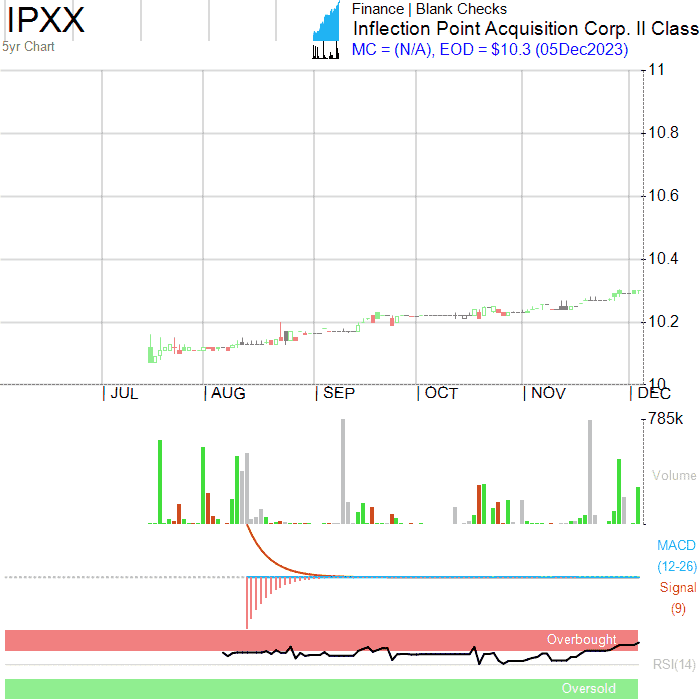 IPXX
5yr Chart
Finance | Blank Checks
Inflection Point Acquisition Corp. II Class
MC = (N/A), EOD = $10.3 (05Dec2023)
11
10.8
10.6
10.4
10.2
10
JUL AUG SEP OCT NOV DEC
785k
Volume
MACD
(12-26)
Signal
(9)
Overbought
RSI(14)
Oversold